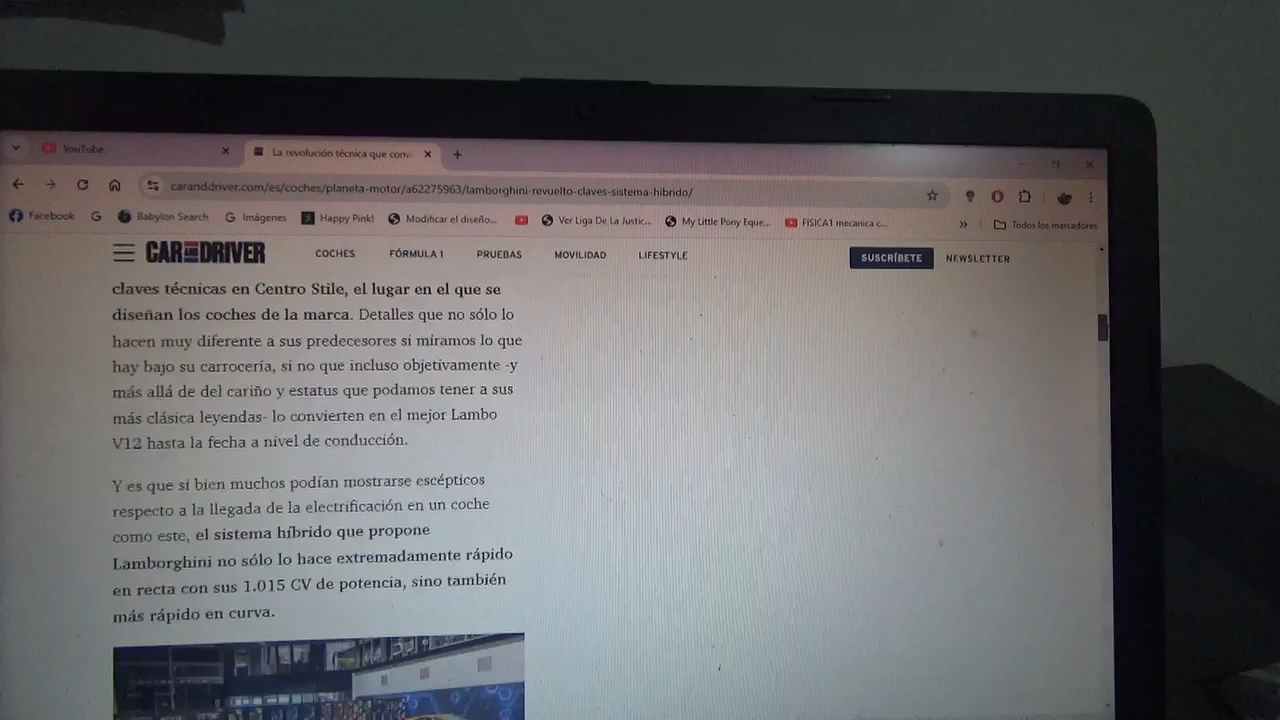 YouTube
La revolución técnica que conv
caranddriver.com/es/coches/planeta-motor/a62275963/lamborghini-revuelto-claves-sistema-hibrido/
Facebook
Babylon Search
Imágenes
Happy Pink!
Modificar el diseño...
Ver Liga De La Justic...
My Little Pony Eque...
FISICA1 mecanica c...
Todos los marcadores
CAR AND DRIVER
COCHES
FÓRMULA 1
PRUEBAS
MOVILIDAD
LIFESTYLE
SUSCRÍBETE
NEWSLETTER
claves técnicas en Centro Stile, el lugar en el que se
diseñan los coches de la marca. Detalles que no sólo lo
hacen muy diferente a sus predecesores si miramos lo que
hay bajo su carrocería, si no que incluso objetivamente -y
más allá de del cariño y estatus que podamos tener a sus
más clásica leyendas- lo convierten en el mejor Lambo
V12 hasta la fecha a nivel de conducción.
Y es que si bien muchos podían mostrarse escépticos
respecto a la llegada de la electrificación en un coche
como este, el sistema híbrido que propone
Lamborghini no sólo lo hace extremadamente rápido
en recta con sus 1.015 CV de potencia, sino también
más rápido en curva.